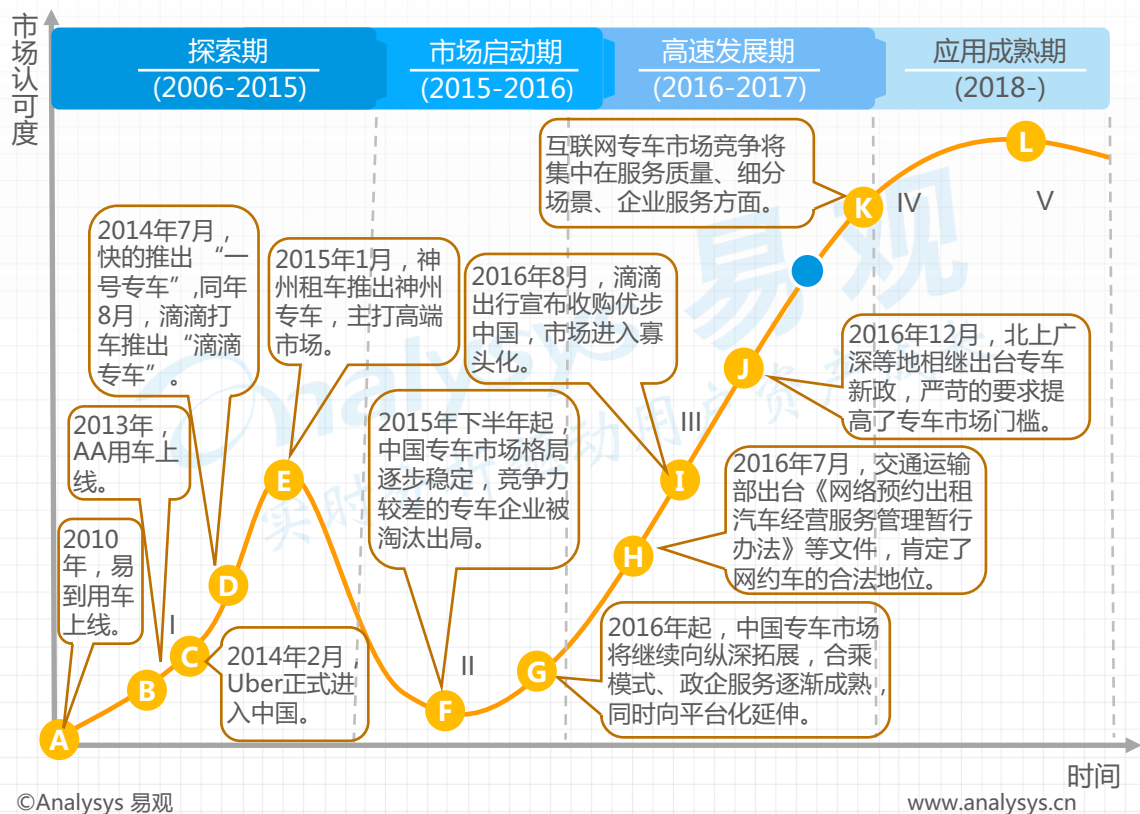 市场认可度
探索期
(2006-2015)
市场启动期
(2015-2016)
高速发展期
(2016-2017)
应用成熟期
(2018-)
互联网专车市场竞争将
集中在服务质量、细分
场景、企业服务方面。
L
K
IV
V
2014年7月，
快的推出 “一
号专车”,同年
8月，滴滴打
车推出“滴滴
专车”。
2015年1月，神
州租车推出神州
专车，主打高端
市场。
2016年8月，滴滴
出行宣布收购优步
中国，市场进入寡
头化。
2016年12月，北上广
深等地相继出台专车
新政，严苛的要求提
高了专车市场门槛。
J
2013年，
AA用车上
线。
2015年下半年起，
中国专车市场格局
逐步稳定，竞争力
较差的专车企业被
淘汰出局。
III
E
I
2016年7月，交通运输
部出台《网络预约出租
汽车经营服务管理暂行
办法》等文件，肯定了
网约车的合法地位。
H
2010
年，易
到用车
上线。
D
I
C
B
A
2014年2月，
Uber正式进
入中国。
II
F
G
2016年起，中国专车市场
将继续向纵深拓展，合乘
模式、政企服务逐渐成熟，
同时向平台化延伸。
时间
©Analysys 易观
www.analysys.cn
Analysys 易观